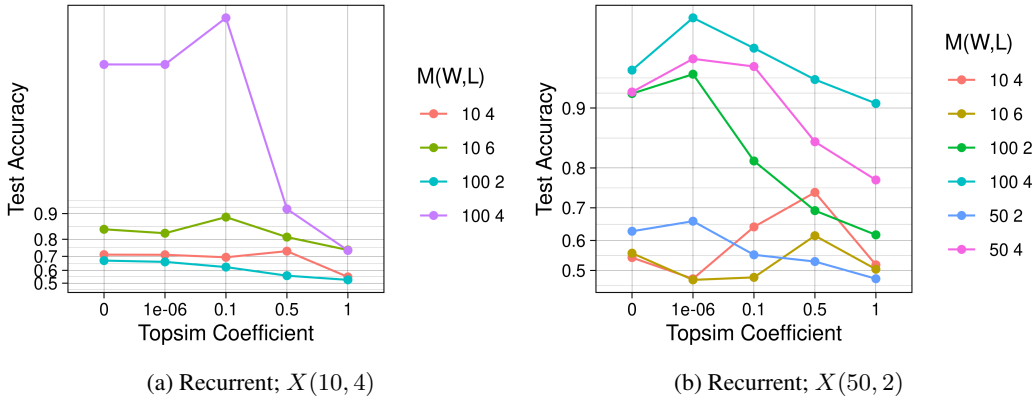 Test Accuracy
0.9
0.8
0.7
0.6
0.5
0 1e-06 0.1 0.5 1
Topsim Coefficient
M(W,L)
10 4
10 6
100 2
100 4
(a) Recurrent; X(10, 4)
Test Accuracy
0.9
0.8
0.7
0.6
0.5
0 1e-06 0.1 0.5 1
Topsim Coefficient
M(W,L)
10 4
10 6
100 2
100 4
50 2
50 4
(b) Recurrent; X(50, 2)